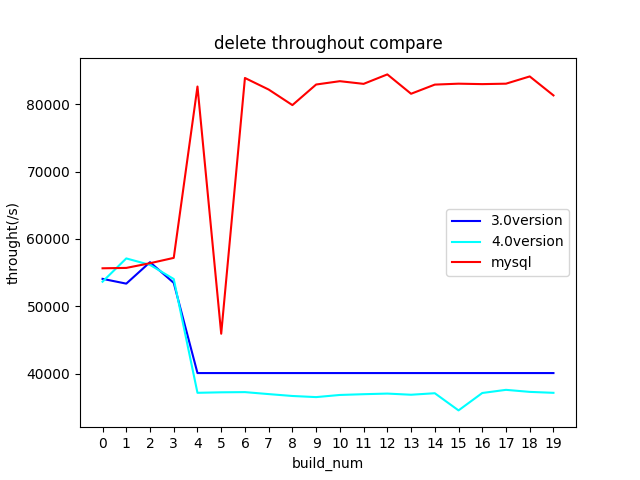 delete throughout compare
throught(/s)
80000
70000
60000
50000
40000
3.0version
4.0version
mysql
0 1 2 3 4 5 6 7 8 9 10 11 12 13 14 15 16 17 18 19
build_num